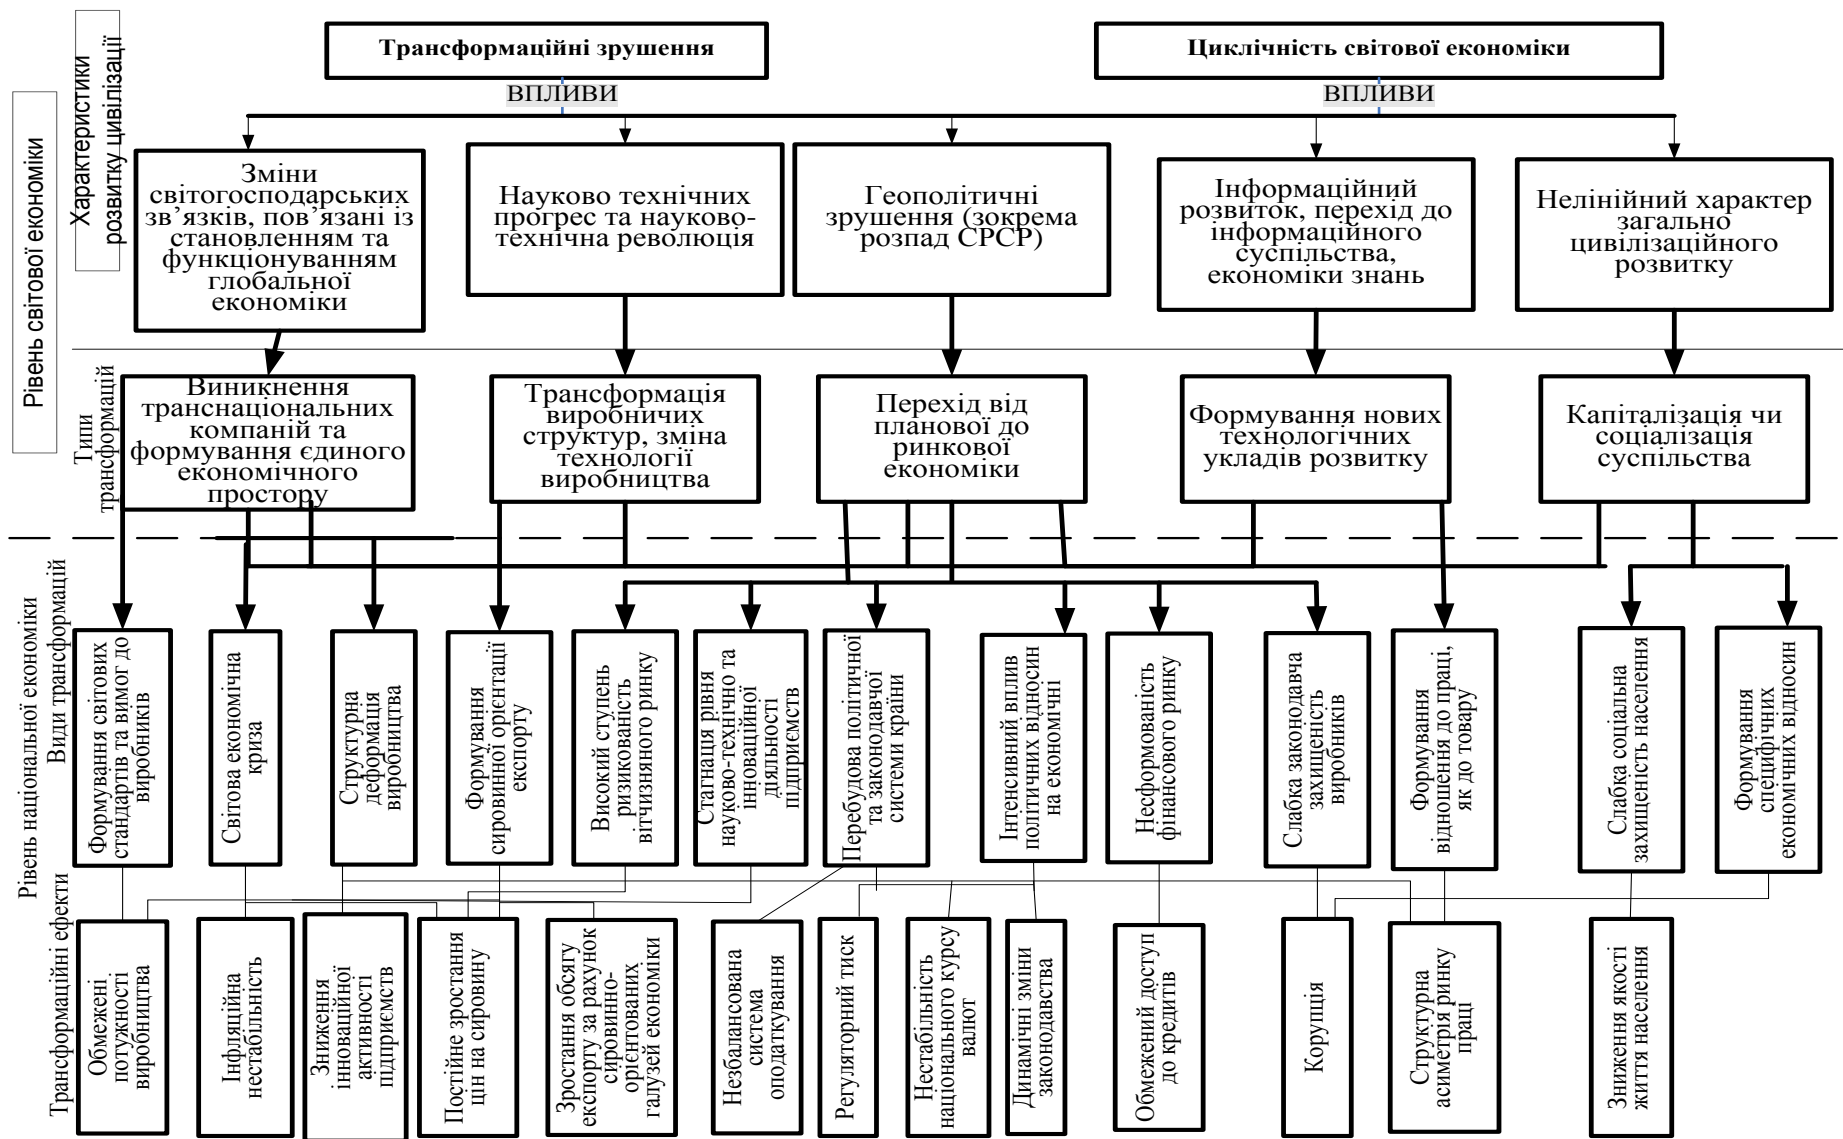 Трансформаційні зрушення
Циклічність світової економіки
ВПЛИВИ
ВПЛИВИ
Рівень світової економіки
Характеристики
розвитку цивілізації
Зміни
світогосподарських
зв’язків, пов’язані із
становленням та
функціонуванням
глобальної
економіки
Науково технічних
прогрес та науково-
технічна революція
Геополітичні
зрушення (зокрема
розпад СРСР)
Інформаційний
розвиток, перехід до
інформаційного
суспільства,
економіки знань
Нелінійний характер
загально
цивілізаційного
розвитку
Типи
трансформацій
Виникнення
транснаціональних
компаній та
формування єдиного
економічного
простору
Трансформація
виробничих
структур, зміна
технології
виробництва
Перехід від
планової до
ринкової
економіки
Формування нових
технологічних
укладів розвитку
Капіталізація чи
соціалізація
суспільства
Рівень національної економіки
Види трансформацій
Формування світових
стандартів та вимог до
виробників
Світова економічна
криза
Структурна
деформація
виробництва
Формування
сировинної орієнтації
експорту
Високий ступень
ризикованість
вітчизняного ринку
Стагнація рівня
науково-технічно та
інноваційної
діяльності
підприємств
Перебудова політичної
та законодавчої
системи країни
Інтенсивний вплив
політичних відносин
на економічні
Несформованість
фінансового ринку
Слабка законодавча
захищеність
виробників
Формування
відношення до праці,
як до товару
Слабка соціальна
захищеність населення
Формування
специфічних
економічних відносин
Трансформаційні ефекти
Обмежені
потужності
виробництва
Інфляційна
нестабільність
Зниження
інноваційної
активності
підприємств
Постійне зростання
цін на сировину
Зростання обсягу
експорту за рахунок
сировинно-
орієнтованих
галузей економіки
Незбалансована
система
оподаткування
Регуляторний тиск
Нестабільність
національного курсу
валют
Динамічні зміни
законодавства
Обмежений доступ
до кредитів
Корупція
Структурна
асиметрія ринку
праці
Зниження якості
життя населення